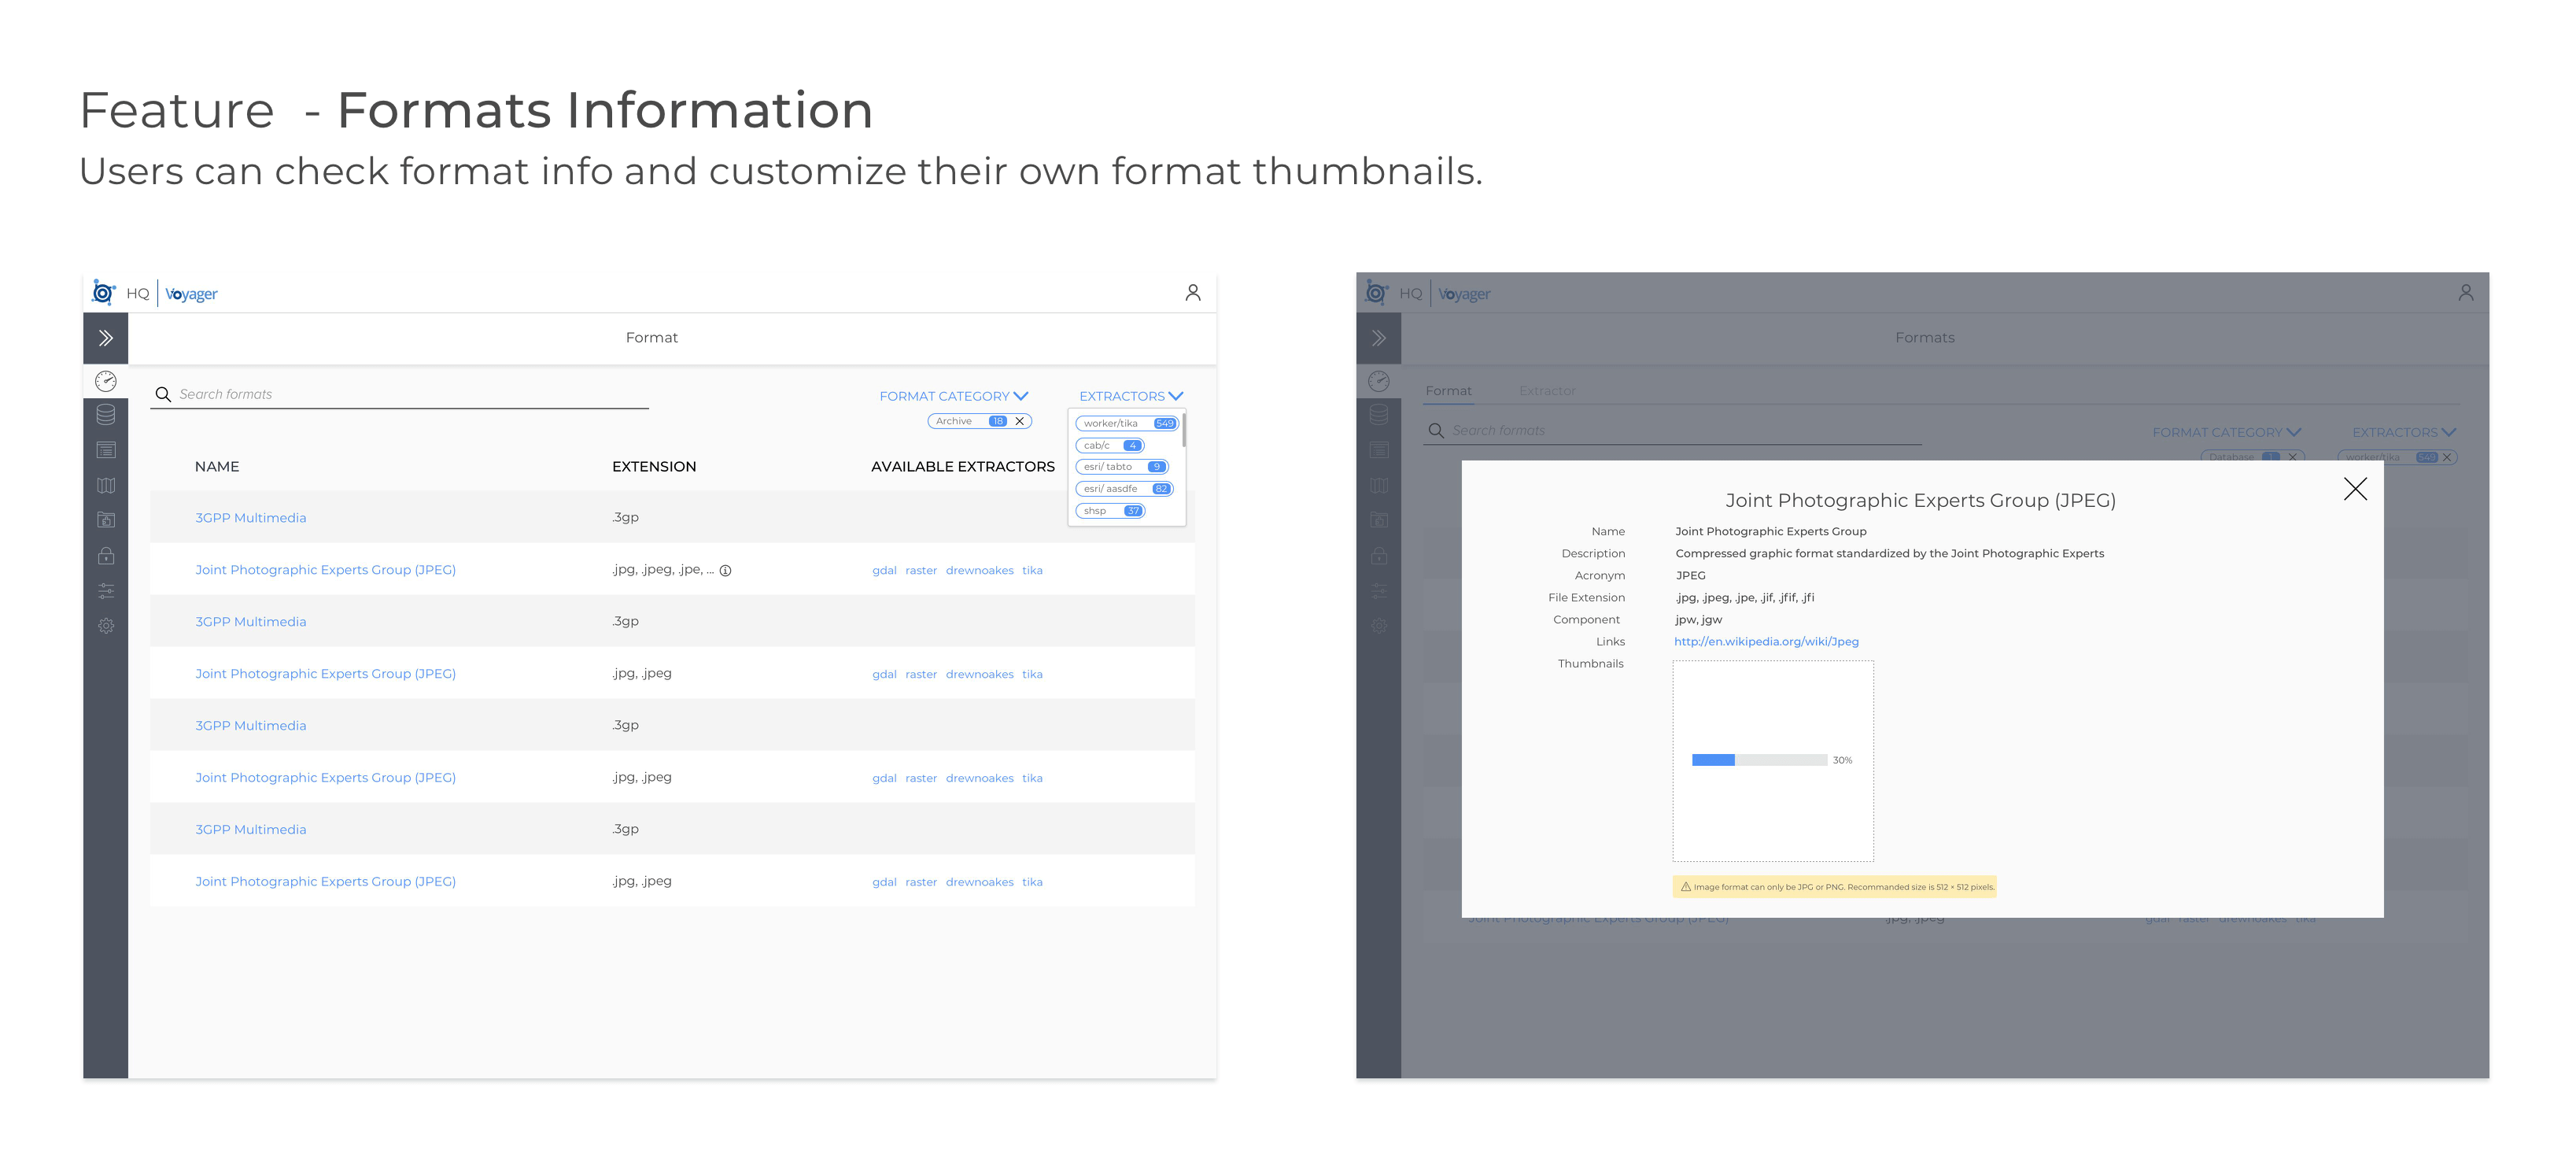 Feature - Formats Information
Users can check format info and customize their own format thumbnails.
HQ | Voyager
Format
Search formats
FORMAT CATEGORY
EXTRACTORS
Archive 18
worker/tika 549
cab/c 4
esri/ tabto 9
esri/ aasdfe 82
shsp 37
NAME EXTENSION AVAILABLE EXTRACTORS
3GPP Multimedia .3gp
Joint Photographic Experts Group (JPEG) .jpg, .jpeg, .jpe, ... gdal raster drewnoakes tika
3GPP Multimedia .3gp
Joint Photographic Experts Group (JPEG) .jpg, .jpeg gdal raster drewnoakes tika
3GPP Multimedia .3gp
Joint Photographic Experts Group (JPEG) .jpg, .jpeg gdal raster drewnoakes tika
3GPP Multimedia .3gp
Joint Photographic Experts Group (JPEG) .jpg, .jpeg gdal raster drewnoakes tika
HQ | Voyager
Formats
Format Extractor
Search formats
FORMAT CATEGORY
EXTRACTORS
Database 1
worker/tika 549
Joint Photographic Experts Group (JPEG)
Name Joint Photographic Experts Group
Description Compressed graphic format standardized by the Joint Photographic Experts
Acronym JPEG
File Extension .jpg, .jpeg, .jpe, .jif, .jfif, .jfi
Component jpw, jgw
Links http://en.wikipedia.org/wiki/Jpeg
Thumbnails
30%
Image format can only be JPG or PNG. Recommanded size is 512 × 512 pixels.
Joint Photographic Experts Group (JPEG) .jpg, .jpeg gdal raster drewnoakes tika